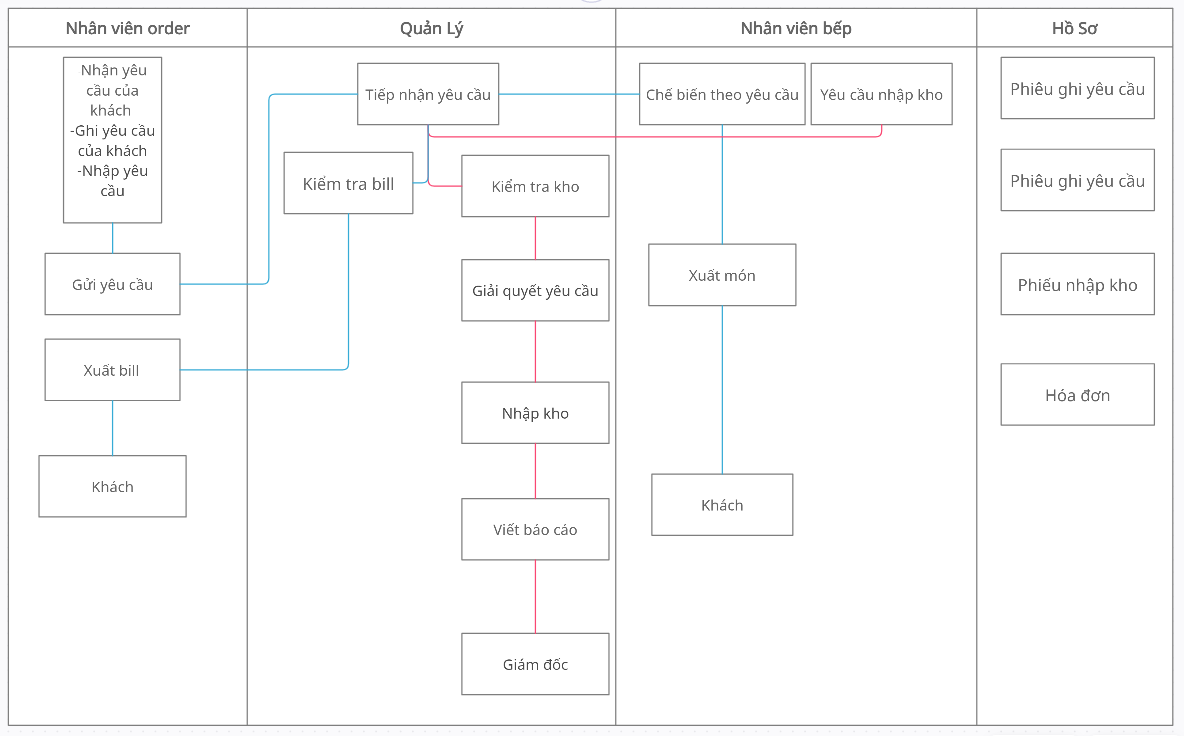 Nhân viên order
Quản Lý
Nhân viên bếp
Hồ Sơ
Nhận yêu
cầu của
khách
-Ghi yêu cầu
của khách
-Nhập yêu
cầu
Gửi yêu cầu
Xuất bill
Khách
Tiếp nhận yêu cầu
Kiểm tra bill
Kiểm tra kho
Giải quyết yêu cầu
Nhập kho
Viết báo cáo
Giám đốc
Chế biến theo yêu cầu
Yêu cầu nhập kho
Xuất món
Khách
Phiêu ghi yêu cầu
Phiêu ghi yêu cầu
Phiếu nhập kho
Hóa đơn